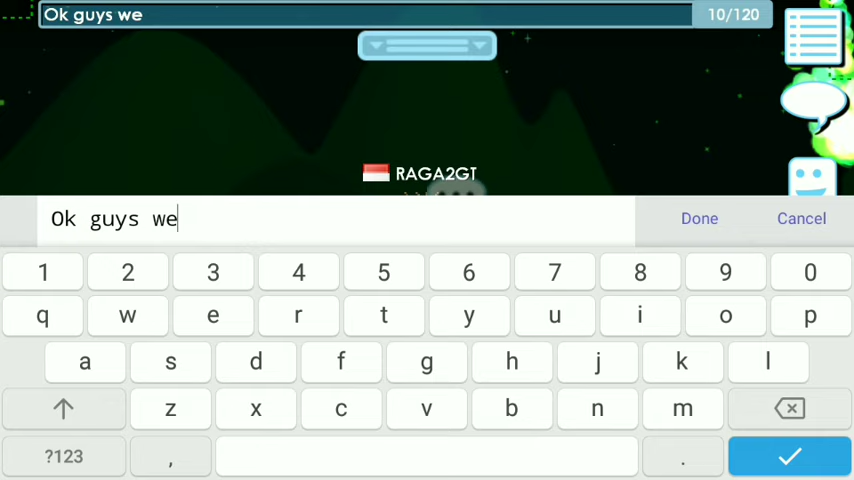 Ok guys we 10/120
RAGA2GT
Ok guys we Done Cancel
1 2 3 4 5 6 7 8 9 0
q w e r t y u i o p
a s d f g h j k l
z x c v b n m
?123 , .